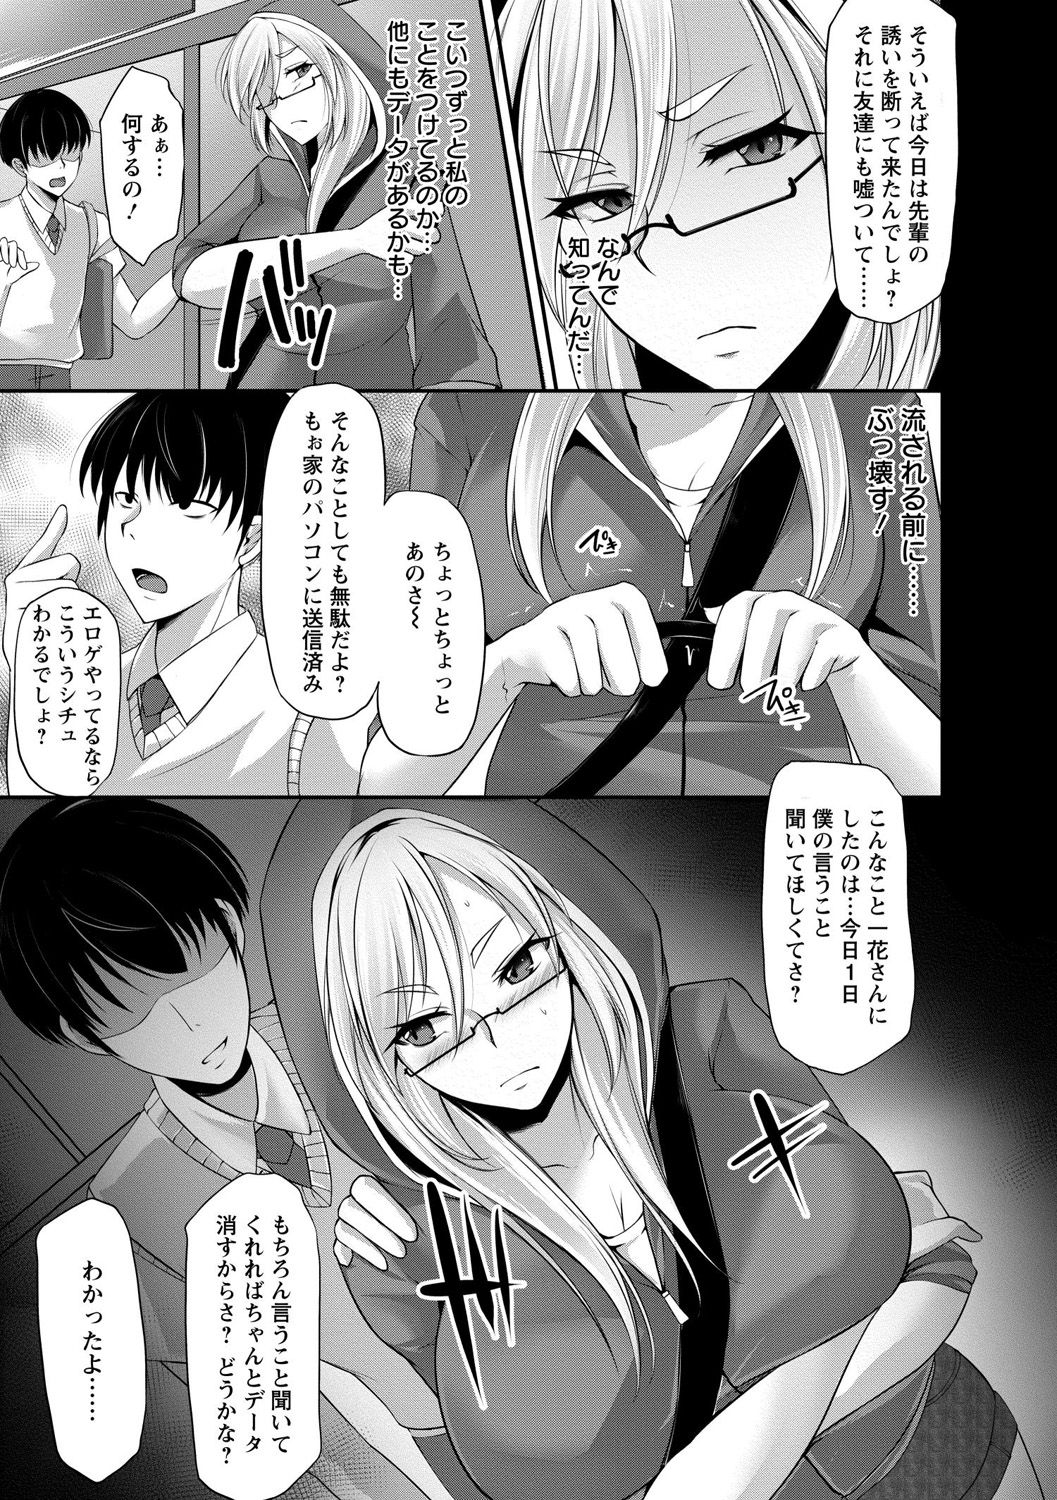 そういえば今日は先輩の
誘いを断って来たんでしょ?
それに友達にも嘘ついて……
なんで
知ってんだ…
こいつずっと私の
ことをつけてるのか…
他にもデータがあるかも…
あぁ…
何するの!
流される前に……
ぶっ壊す!
ぴき
ぴき
ちょっとちょっと
あのさ〜
そんなことしても無駄だよ?
もぉ家のパソコンに送信済み
エロゲやってるなら
こういうシチュ
わかるでしょ?
こんなこと一花さんに
したのは…今日1日
僕の言うこと
聞いてほしくてさ?
もちろん言うこと聞いて
くれればちゃんとデータ
消すからさ? どうかな?
わかったよ……